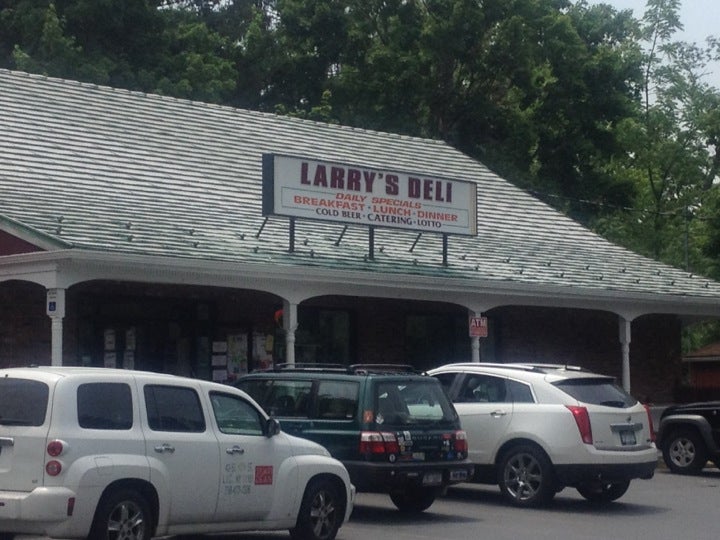 LARRY'S DELI
DAILY SPECIALS
BREAKFAST · LUNCH · DINNER
COLD BEER · CATERING · LOTTO
ATM